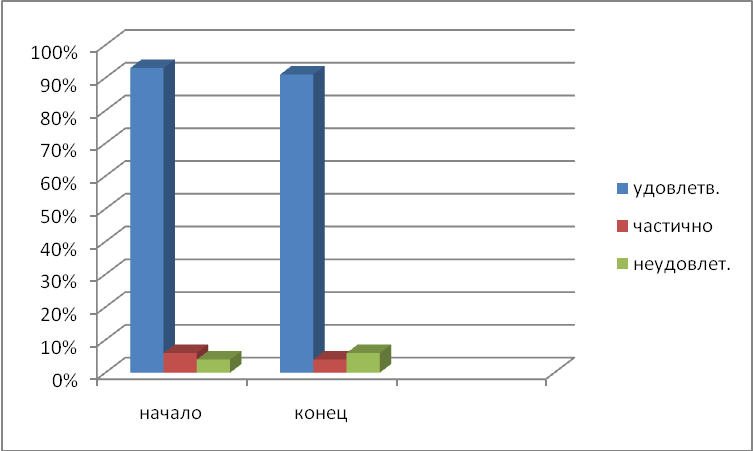 100%
90%
80%
70%
60%
50%
40%
30%
20%
10%
0%
начало
конец
удовлетв.
частично
неудовлет.